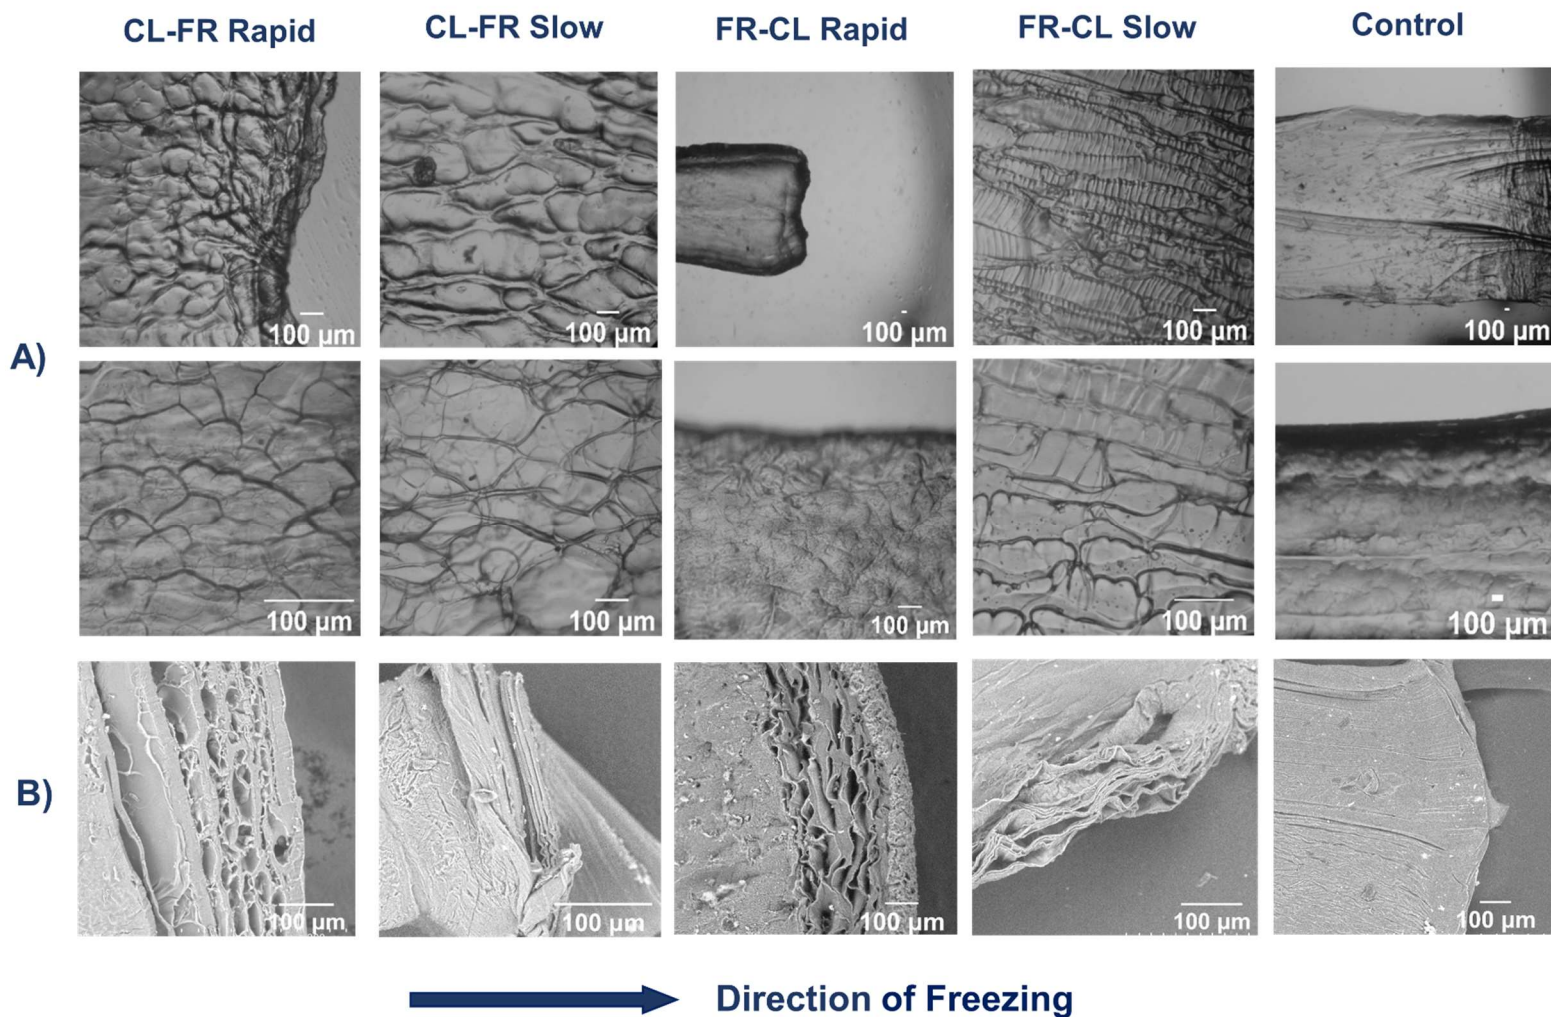 CL-FR Rapid CL-FR Slow FR-CL Rapid FR-CL Slow Control
A)
100 µm 100 µm 100 µm 100 µm 100 µm
100 µm 100 µm 100 µm 100 µm 100 µm
B)
100 µm 100 µm 100 µm 100 µm 100 µm
Direction of Freezing